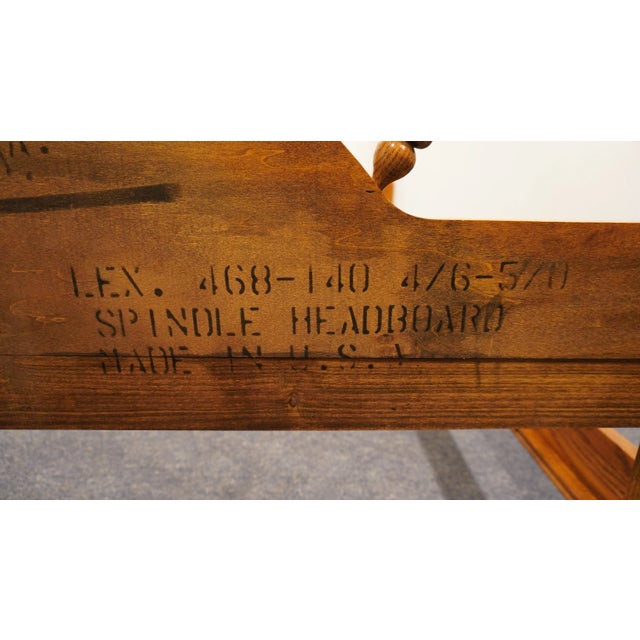 LEX. 468-140 4/6-5/0
SPINDLE HEADBOARD
MADE IN U.S.A.